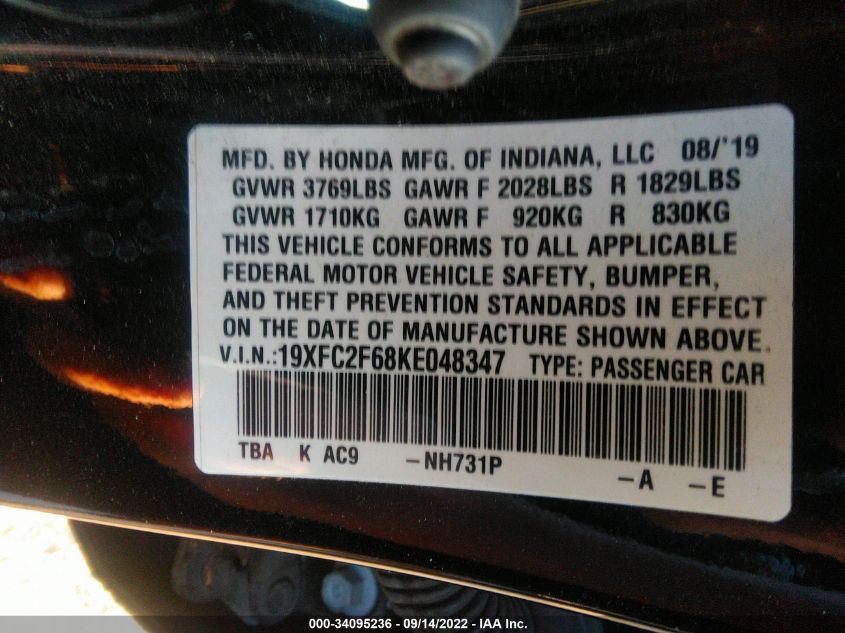 MFD. BY HONDA MFG. OF INDIANA, LLC 08/'19
GVWR 3769LBS GAWR F 2028LBS R 1829LBS
GVWR 1710KG GAWR F 920KG R 830KG
THIS VEHICLE CONFORMS TO ALL APPLICABLE
FEDERAL MOTOR VEHICLE SAFETY, BUMPER,
AND THEFT PREVENTION STANDARDS IN EFFECT
ON THE DATE OF MANUFACTURE SHOWN ABOVE.
V.I.N.:19XFC2F68KE048347 TYPE: PASSENGER CAR
TBA K AC9 -NH731P -A -E
000-34095236 - 09/14/2022 - IAA Inc.